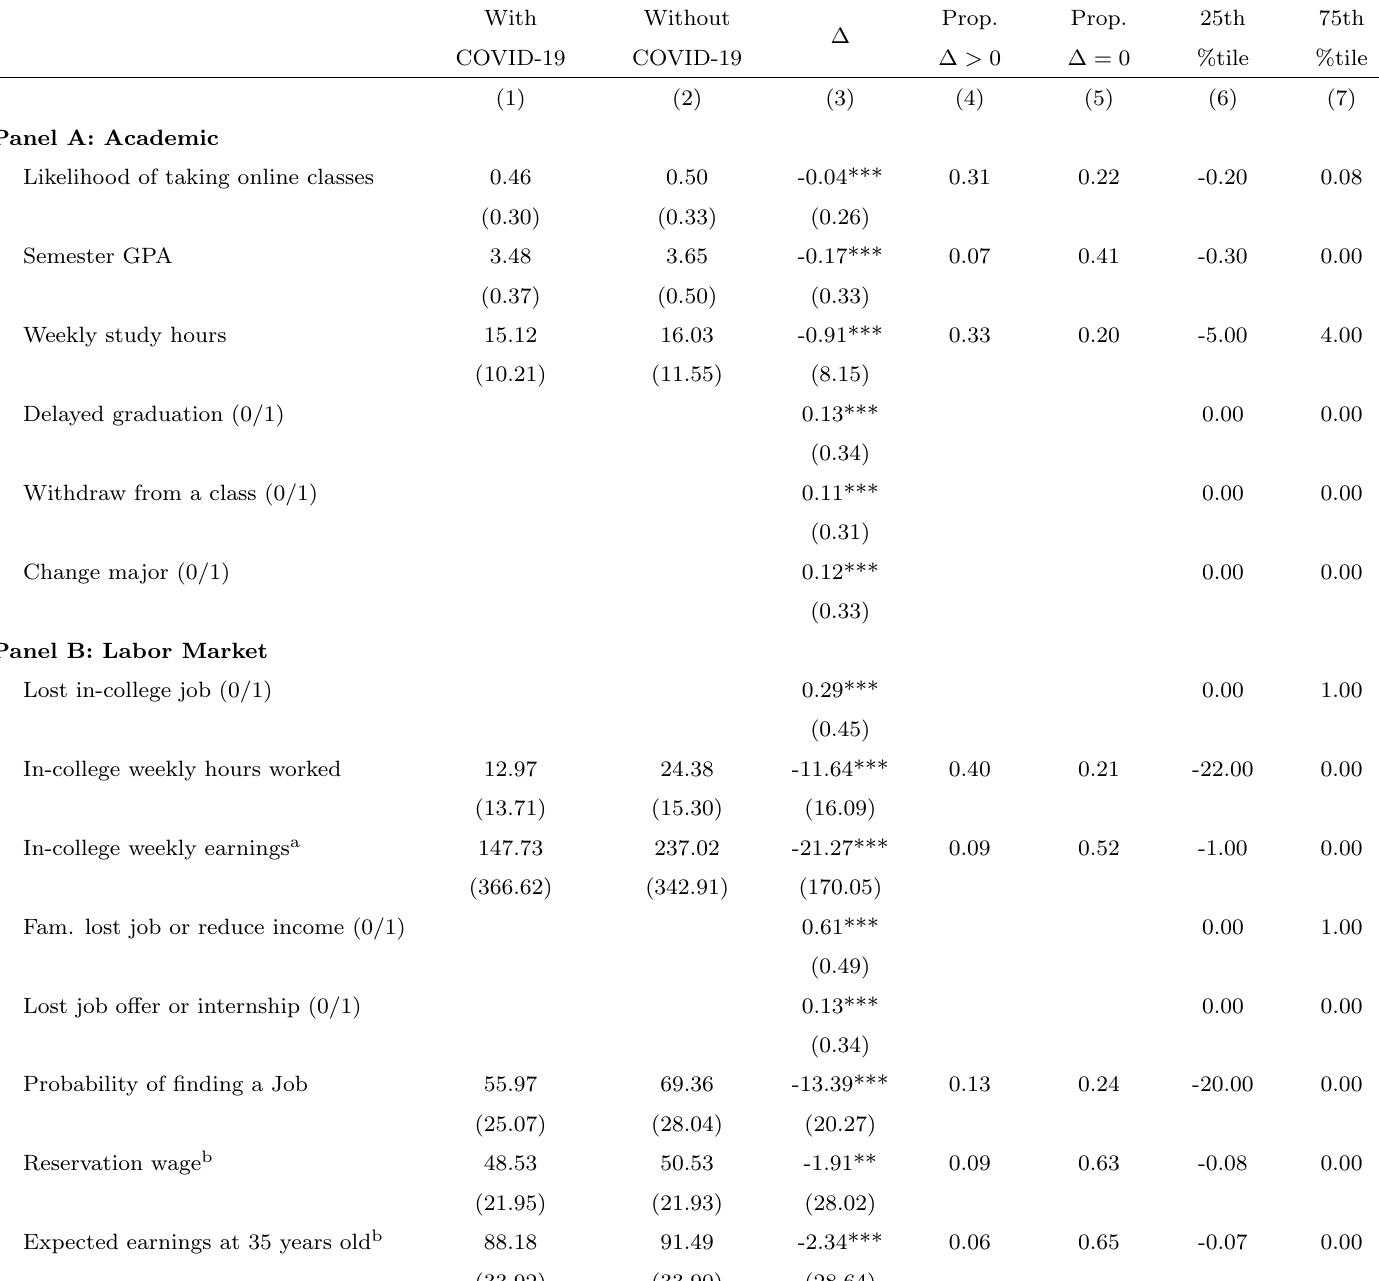 With Without Δ Prop. Prop. 25th 75th
COVID-19 COVID-19 Δ > 0 Δ = 0 %tile %tile
(1) (2) (3) (4) (5) (6) (7)
Panel A: Academic
Likelihood of taking online classes 0.46 0.50 -0.04*** 0.31 0.22 -0.20 0.08
(0.30) (0.33) (0.26)
Semester GPA 3.48 3.65 -0.17*** 0.07 0.41 -0.30 0.00
(0.37) (0.50) (0.33)
Weekly study hours 15.12 16.03 -0.91*** 0.33 0.20 -5.00 4.00
(10.21) (11.55) (8.15)
Delayed graduation (0/1) 0.13*** 0.00 0.00
(0.34)
Withdraw from a class (0/1) 0.11*** 0.00 0.00
(0.31)
Change major (0/1) 0.12*** 0.00 0.00
(0.33)
Panel B: Labor Market
Lost in-college job (0/1) 0.29*** 0.00 1.00
(0.45)
In-college weekly hours worked 12.97 24.38 -11.64*** 0.40 0.21 -22.00 0.00
(13.71) (15.30) (16.09)
In-college weekly earningsa 147.73 237.02 -21.27*** 0.09 0.52 -1.00 0.00
(366.62) (342.91) (170.05)
Fam. lost job or reduce income (0/1) 0.61*** 0.00 1.00
(0.49)
Lost job offer or internship (0/1) 0.13*** 0.00 0.00
(0.34)
Probability of finding a Job 55.97 69.36 -13.39*** 0.13 0.24 -20.00 0.00
(25.07) (28.04) (20.27)
Reservation wageb 48.53 50.53 -1.91** 0.09 0.63 -0.08 0.00
(21.95) (21.93) (28.02)
Expected earnings at 35 years oldb 88.18 91.49 -2.34*** 0.06 0.65 -0.07 0.00
(33.92) (33.90) (28.64)